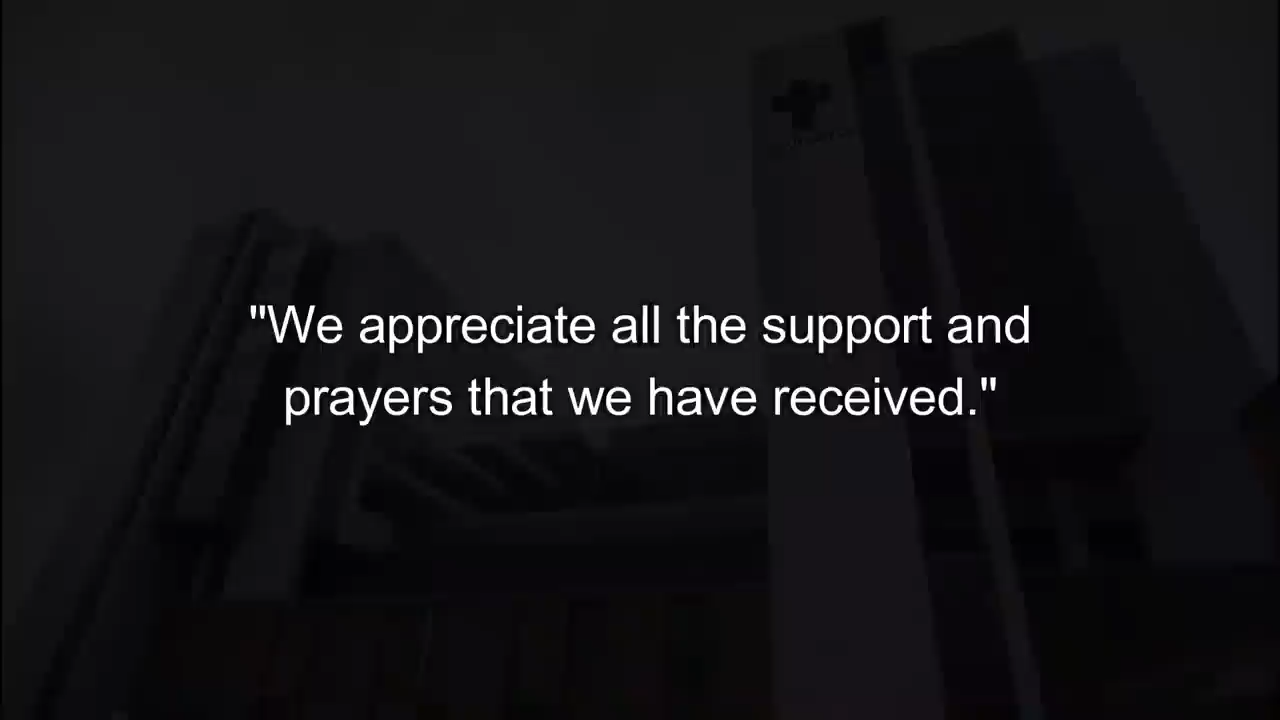 "We appreciate all the support and
prayers that we have received."